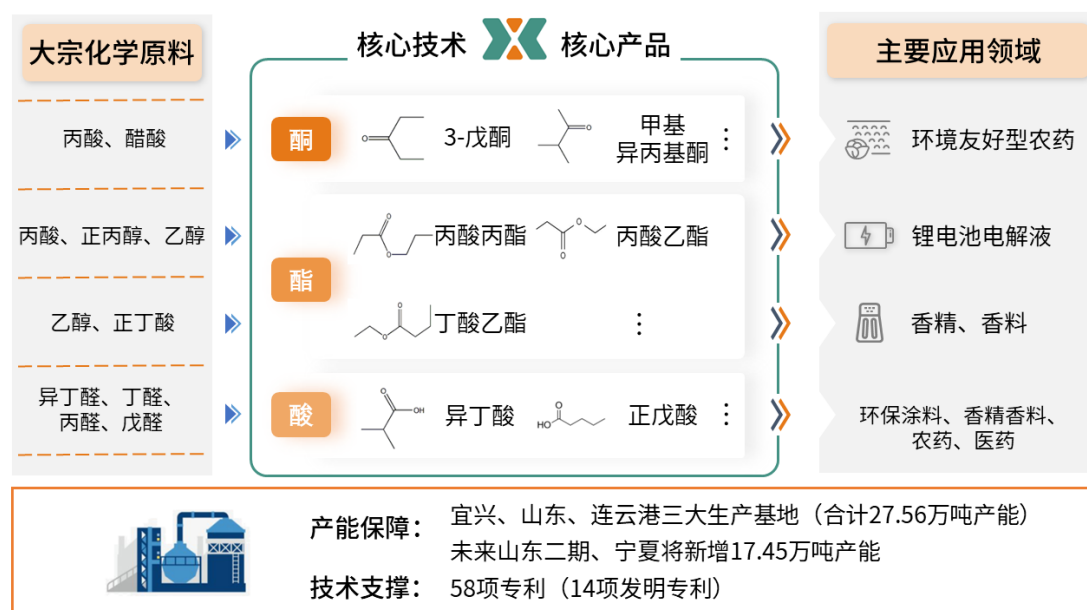 大宗化学原料
核心技术
核心产品
主要应用领域
丙酸、醋酸
酮
O
3-戊酮
O
甲基
异丙基酮
⋮
环境友好型农药
丙酸、正丙醇、乙醇
酯
O
O
丙酸丙酯
O
O
丙酸乙酯
锂电池电解液
乙醇、正丁酸
O
O
丁酸乙酯
⋮
香精、香料
异丁醛、丁醛、
丙醛、戊醛
酸
O
OH
异丁酸
O
HO
正戊酸
⋮
环保涂料、香精香料、
农药、医药
产能保障：
宜兴、山东、连云港三大生产基地（合计27.56万吨产能）
未来山东二期、宁夏将新增17.45万吨产能
技术支撑：
58项专利（14项发明专利）